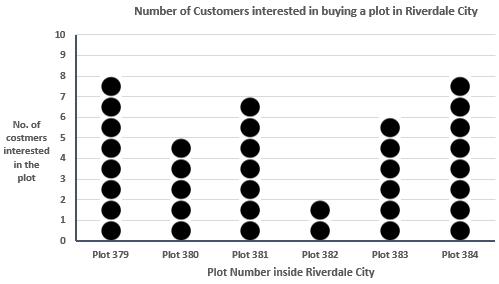 Number of Customers interested in buying a plot in Riverdale City
10
9
8
7
6
5
4
3
2
1
0
No. of
costmers
interested
in the
plot
Plot 379 Plot 380 Plot 381 Plot 382 Plot 383 Plot 384
Plot Number inside Riverdale City